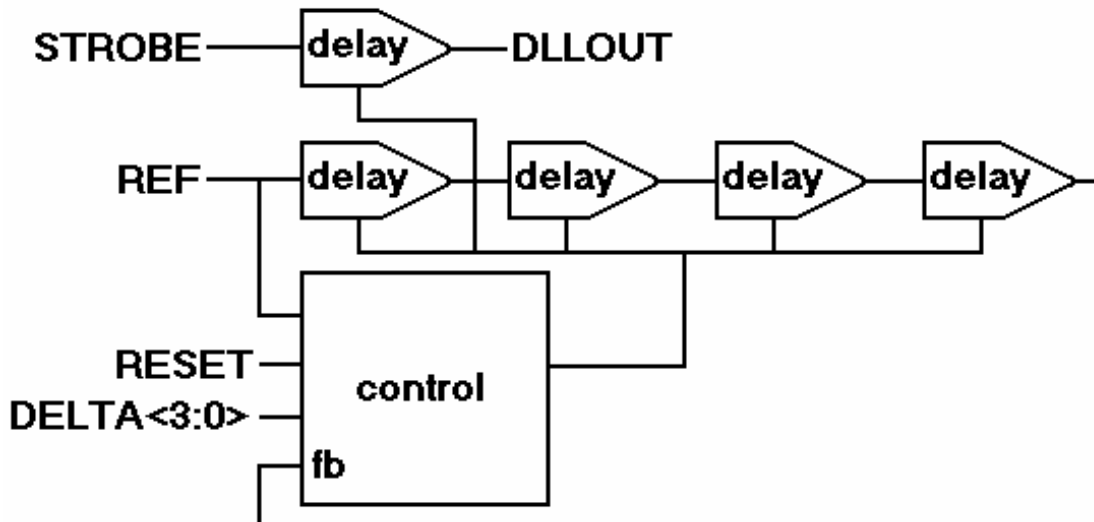 STROBE delay DLLOUT
REF delay delay delay delay
RESET
control
DELTA<3:0>
fb